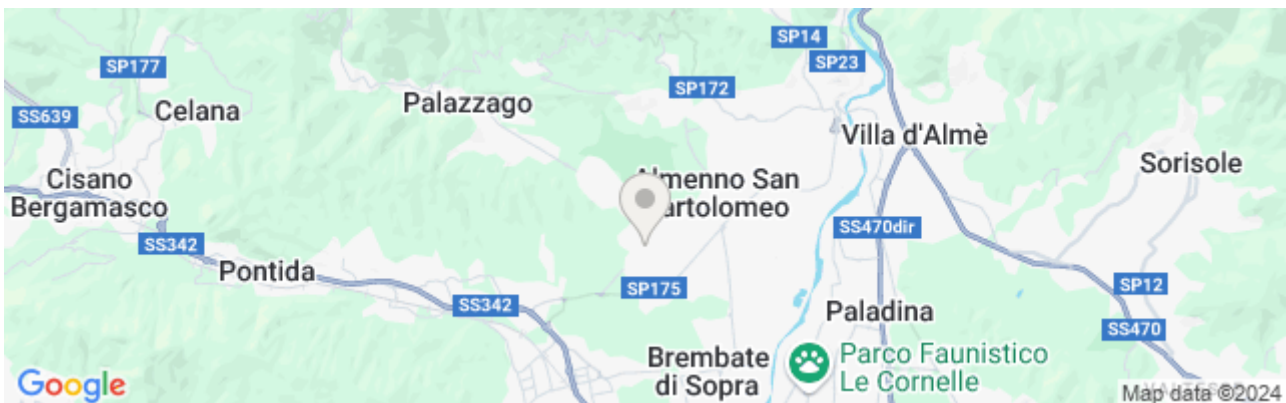 SP14
SP177
SP23
SP172
Palazzago
SS639
Celana
Villa d'Almè
Sorisole
Cisano
Bergamasco
Almenno San
Bartolomeo
SS470dir
SS342
Pontida
SP175
SP12
SS342
Paladina
SS470
Brembate
di Sopra
Parco Faunistico
Le Cornelle
Google
Map data ©2024